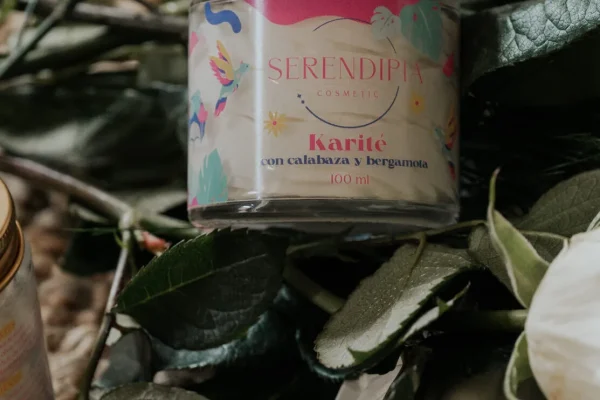 SERENDIPIA
COSMETIC
Karité
con calabaza y bergamota
100 ml